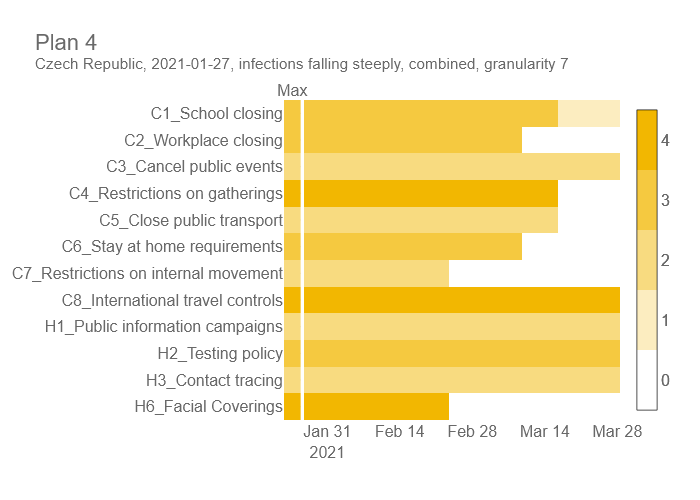 Plan 4
Czech Republic, 2021-01-27, infections falling steeply, combined, granularity 7
Max
C1_School closing
C2_Workplace closing
C3_Cancel public events
C4_Restrictions on gatherings
C5_Close public transport
C6_Stay at home requirements
C7_Restrictions on internal movement
C8_International travel controls
H1_Public information campaigns
H2_Testing policy
H3_Contact tracing
H6_Facial Coverings
4
3
2
1
0
Jan 31 Feb 14 Feb 28 Mar 14 Mar 28
2021